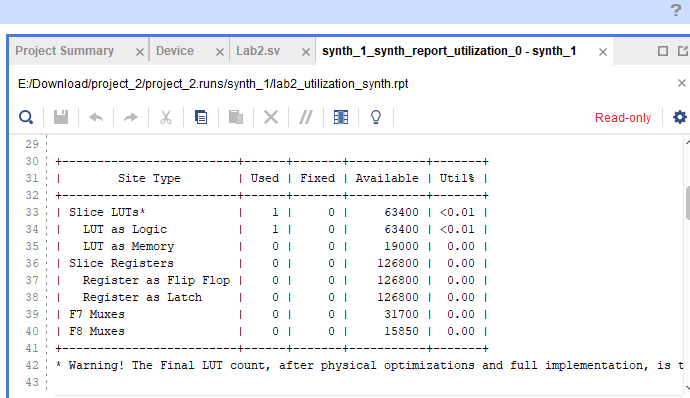 ?
Project Summary × Device × Lab2.sv × synth_1_synth_report_utilization_0 - synth_1 ×
E:/Download/project_2/project_2.runs/synth_1/lab2_utilization_synth.rpt
Read-only
29
30 +----------------------------+------+-------+-----------+-------+
31 |          Site Type         | Used | Fixed | Available | Util% |
32 +----------------------------+------+-------+-----------+-------+
33 | Slice LUTs*                |    1 |     0 |     63400 | <0.01 |
34 |   LUT as Logic             |    1 |     0 |     63400 | <0.01 |
35 |   LUT as Memory            |    0 |     0 |     19000 |  0.00 |
36 | Slice Registers            |    0 |     0 |    126800 |  0.00 |
37 |   Register as Flip Flop    |    0 |     0 |    126800 |  0.00 |
38 |   Register as Latch        |    0 |     0 |    126800 |  0.00 |
39 | F7 Muxes                   |    0 |     0 |     31700 |  0.00 |
40 | F8 Muxes                   |    0 |     0 |     15850 |  0.00 |
41 +----------------------------+------+-------+-----------+-------+
42 * Warning! The Final LUT count, after physical optimizations and full implementation, is t
43